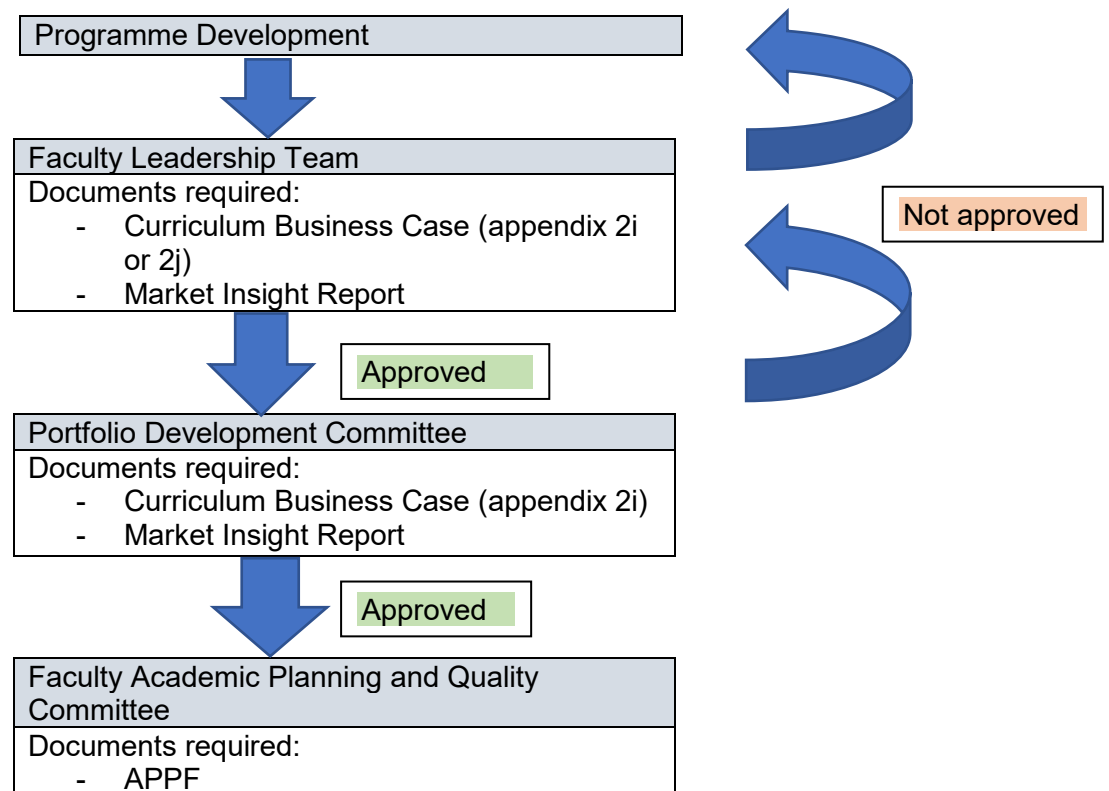 Programme Development
Faculty Leadership Team
Documents required:
- Curriculum Business Case (appendix 2i
or 2j)
- Market Insight Report
Not approved
Approved
Portfolio Development Committee
Documents required:
- Curriculum Business Case (appendix 2i)
- Market Insight Report
Approved
Faculty Academic Planning and Quality
Committee
Documents required:
- APPF